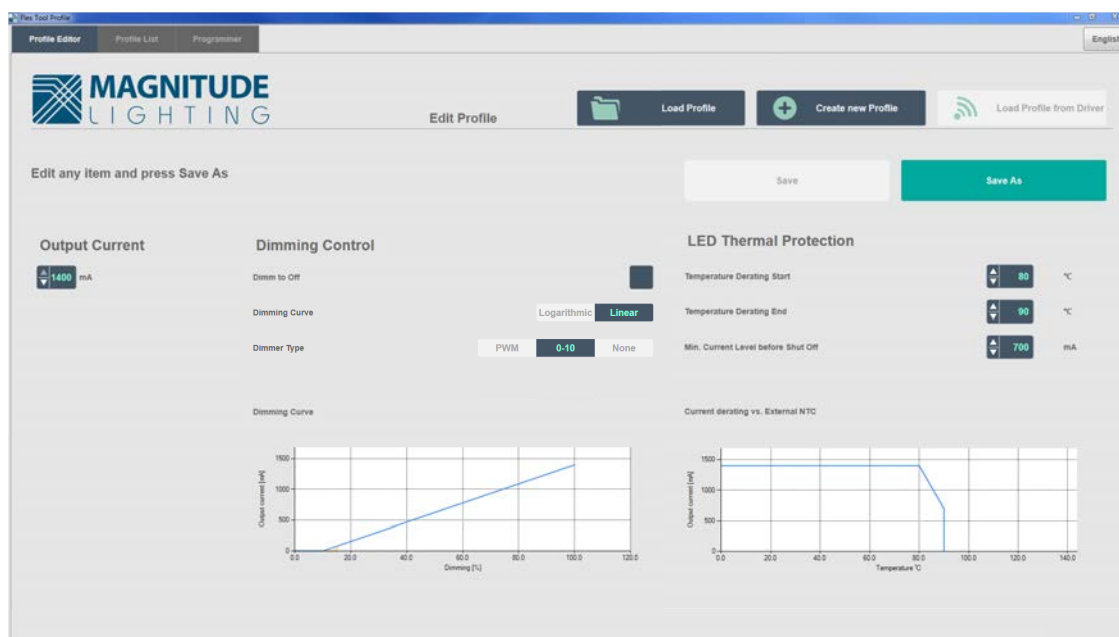 Flex Tool Profile
Profile Editor Profile List Programmer English
MAGNITUDE
LIGHTING
Edit Profile Load Profile Create new Profile Load Profile from Driver
Edit any item and press Save As Save Save As
Output Current Dimming Control LED Thermal Protection
1400 mA Dimm to Off Temperature Derating Start 80 °C
Dimming Curve Logarithmic Linear Temperature Derating End 90 °C
Dimmer Type PWM 0-10 None Min. Current Level before Shut Off 700 mA
Dimming Curve Current derating vs. External NTC
Output current [mA] 1500 1000 500 0
0.0 20.0 40.0 60.0 80.0 100.0 120.0
Dimming [%]
Output current [mA] 1500 1000 500 0
0.0 20.0 40.0 60.0 80.0 100.0 120.0 140.0
Temperature °C